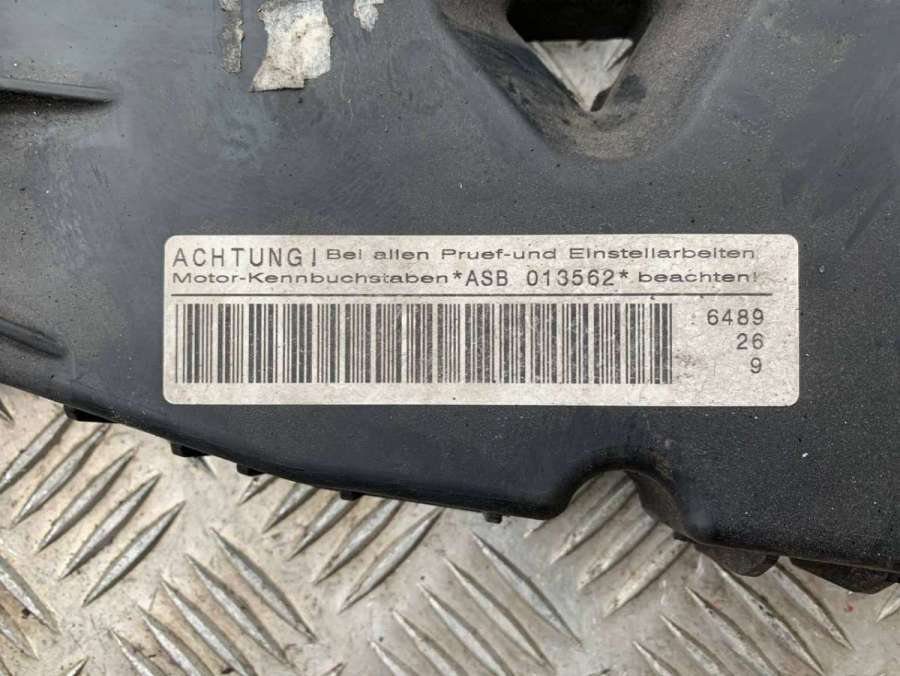 ACHTUNG! Bei allen Pruef-und Einstellarbeiten
Motor-Kennbuchstaben *ASB 013562* beachten!
6489
26
9